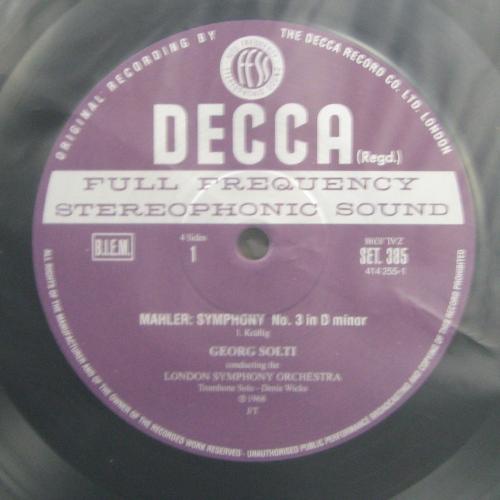 ORIGINAL RECORDING BY
THE DECCA RECORD CO. LTD. LONDON
ffss
DECCA (Regd.)
FULL FREQUENCY
STEREOPHONIC SOUND
B.I.E.M.
4 Sides
1
SET. 385
414 255-1
MAHLER: SYMPHONY No. 3 in D minor
1. Kräftig
GEORG SOLTI
conducting the
LONDON SYMPHONY ORCHESTRA
Trombone Solo - Denis Wicke
℗ 1968
ALL RIGHTS OF THE MANUFACTURER AND OF THE OWNER OF THE RECORDED WORK RESERVED - UNAUTHORISED PUBLIC PERFORMANCE BROADCASTING AND COPYING OF THIS RECORD PROHIBITED